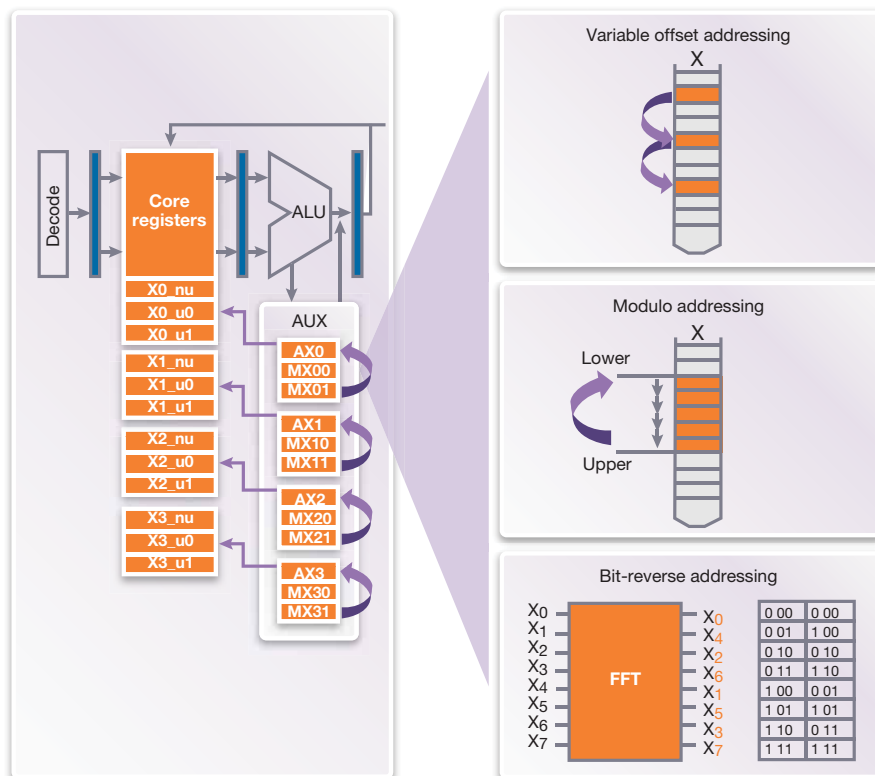 Decode
Core
registers
ALU
X0_nu
X0_u0
X0_u1
X1_nu
X1_u0
X1_u1
X2_nu
X2_u0
X2_u1
X3_nu
X3_u0
X3_u1
AUX
AX0
MX00
MX01
AX1
MX10
MX11
AX2
MX20
MX21
AX3
MX30
MX31
Variable offset addressing
X
Modulo addressing
X
Lower
Upper
Bit-reverse addressing
X0
X1
X2
X3
X4
X5
X6
X7
FFT
X0
X4
X2
X6
X1
X5
X3
X7
0 00 0 00
0 01 1 00
0 10 0 10
0 11 1 10
1 00 0 01
1 01 1 01
1 10 0 11
1 11 1 11